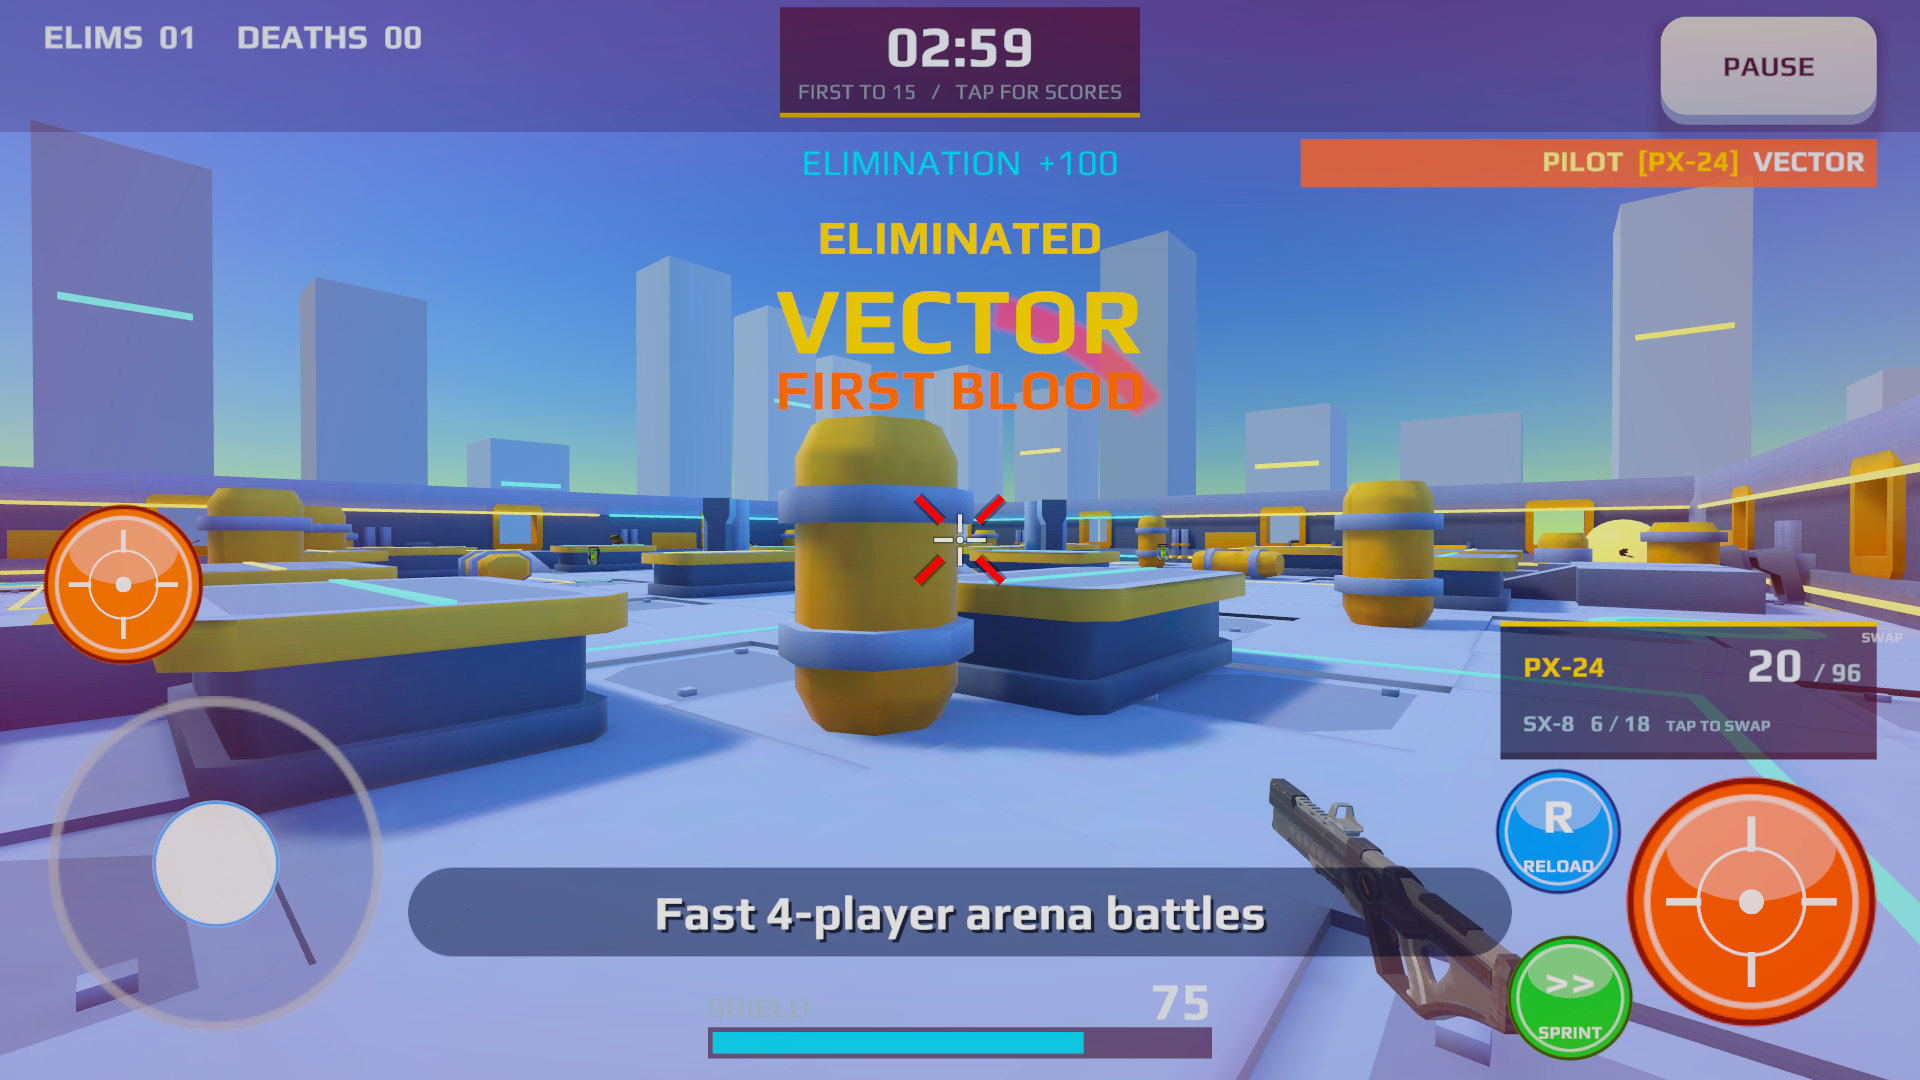 ELIMS 01 DEATHS 00
02:59
FIRST TO 15 / TAP FOR SCORES
PAUSE
ELIMINATION +100
PILOT [PX-24] VECTOR
ELIMINATED
VECTOR
FIRST BLOOD
SWAP
PX-24 20 / 96
SX-8 6 / 18 TAP TO SWAP
R
RELOAD
Fast 4-player arena battles
>>
SPRINT
SHIELD 75